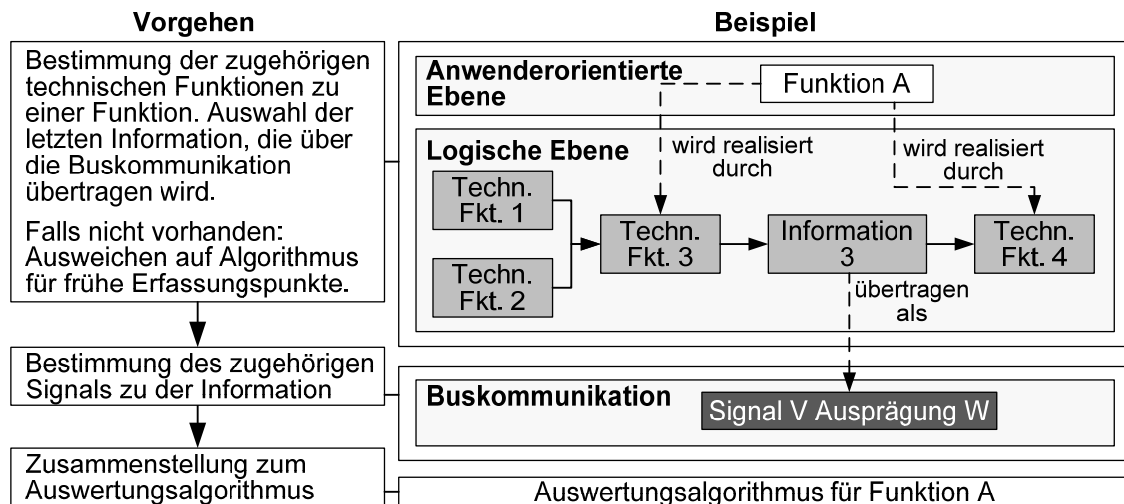 Vorgehen
Bestimmung der zugehörigen
technischen Funktionen zu
einer Funktion. Auswahl der
letzten Information, die über
die Buskommunikation
übertragen wird.
Falls nicht vorhanden:
Ausweichen auf Algorithmus
für frühe Erfassungspunkte.
Bestimmung des zugehörigen
Signals zu der Information
Zusammenstellung zum
Auswertungsalgorithmus
Beispiel
Anwenderorientierte
Ebene
Funktion A
Logische Ebene
wird realisiert
durch
wird realisiert
durch
Techn.
Fkt. 1
Techn.
Fkt. 2
Techn.
Fkt. 3
Information
3
Techn.
Fkt. 4
übertragen
als
Buskommunikation
Signal V Ausprägung W
Auswertungsalgorithmus für Funktion A